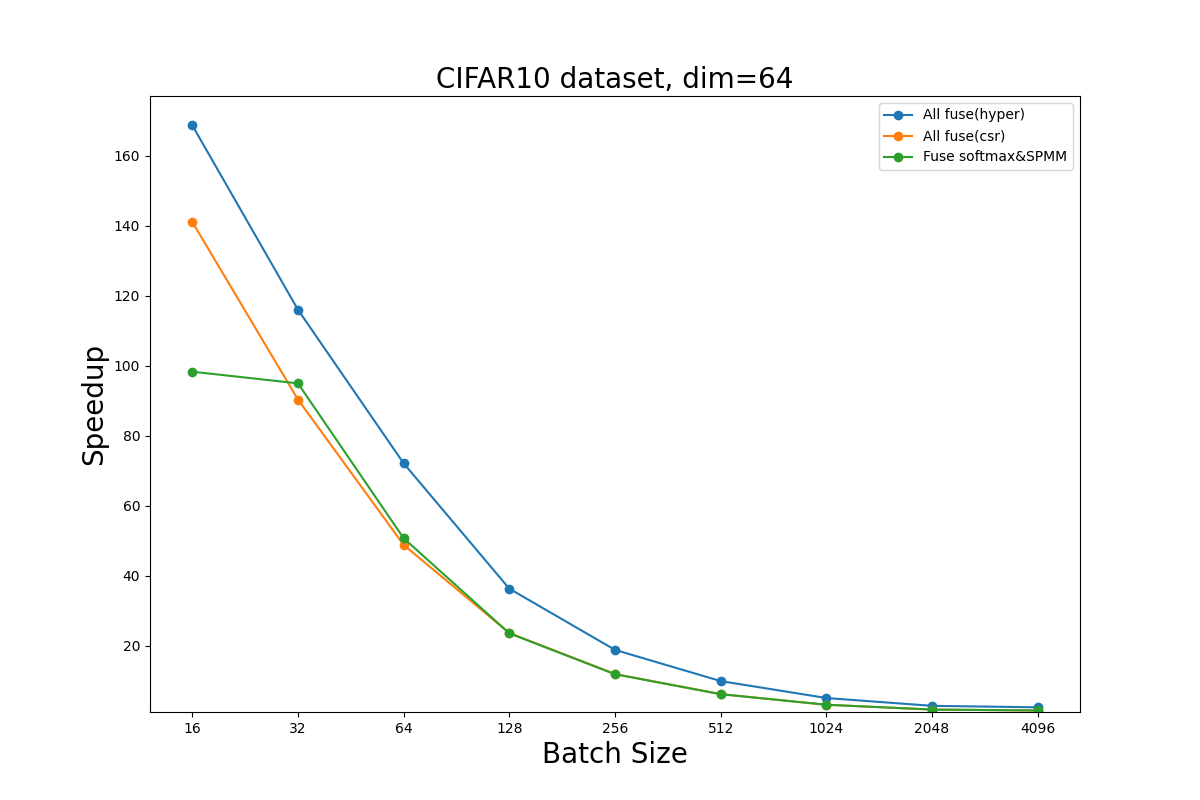 CIFAR10 dataset, dim=64
All fuse(hyper)
All fuse(csr)
Fuse softmax&SPMM
Speedup
160
140
120
100
80
60
40
20
16 32 64 128 256 512 1024 2048 4096
Batch Size